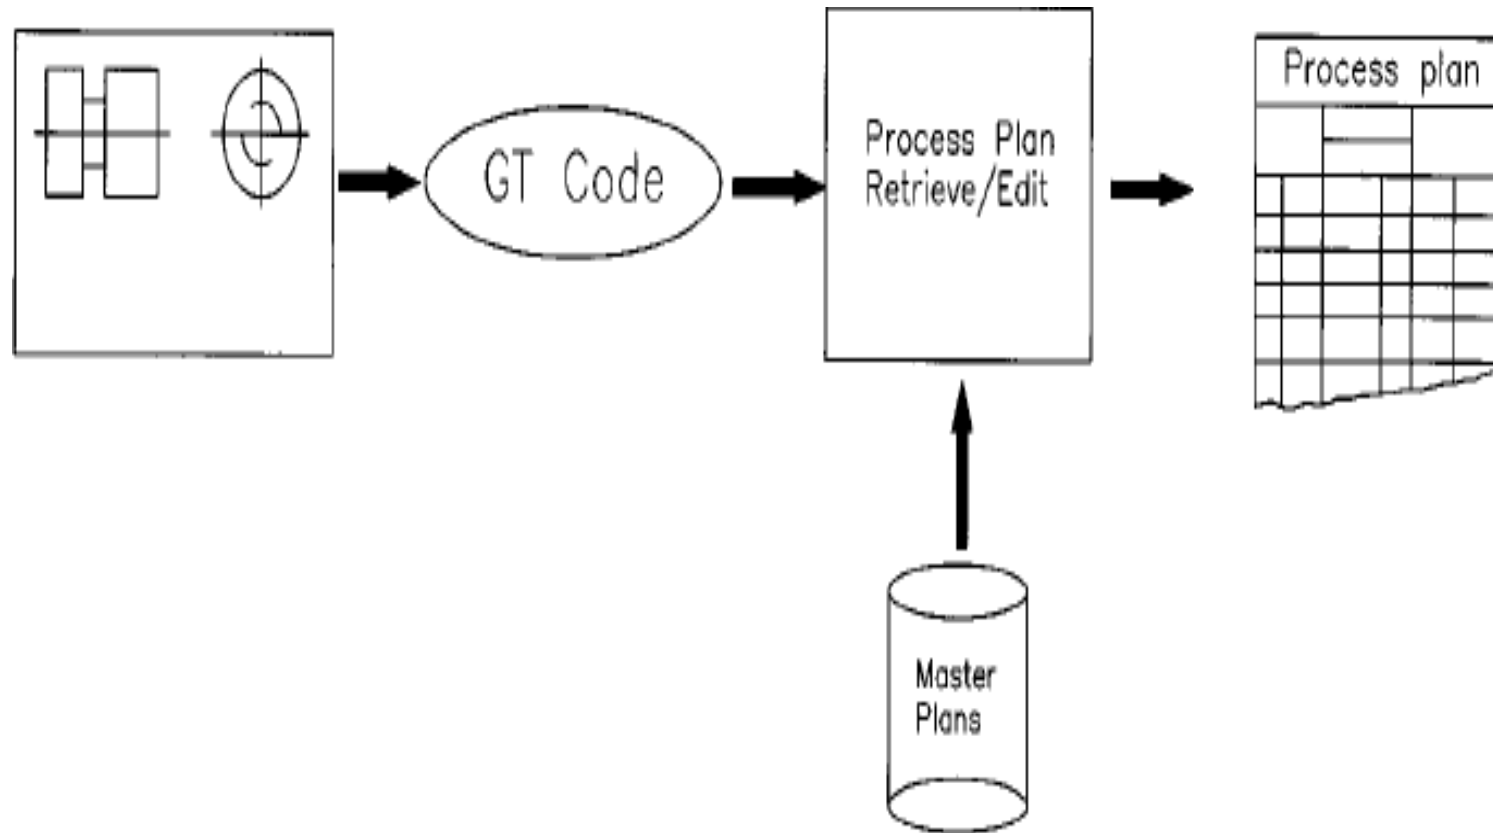 GT Code
Process Plan
Retrieve/Edit
Process plan
Master
Plans